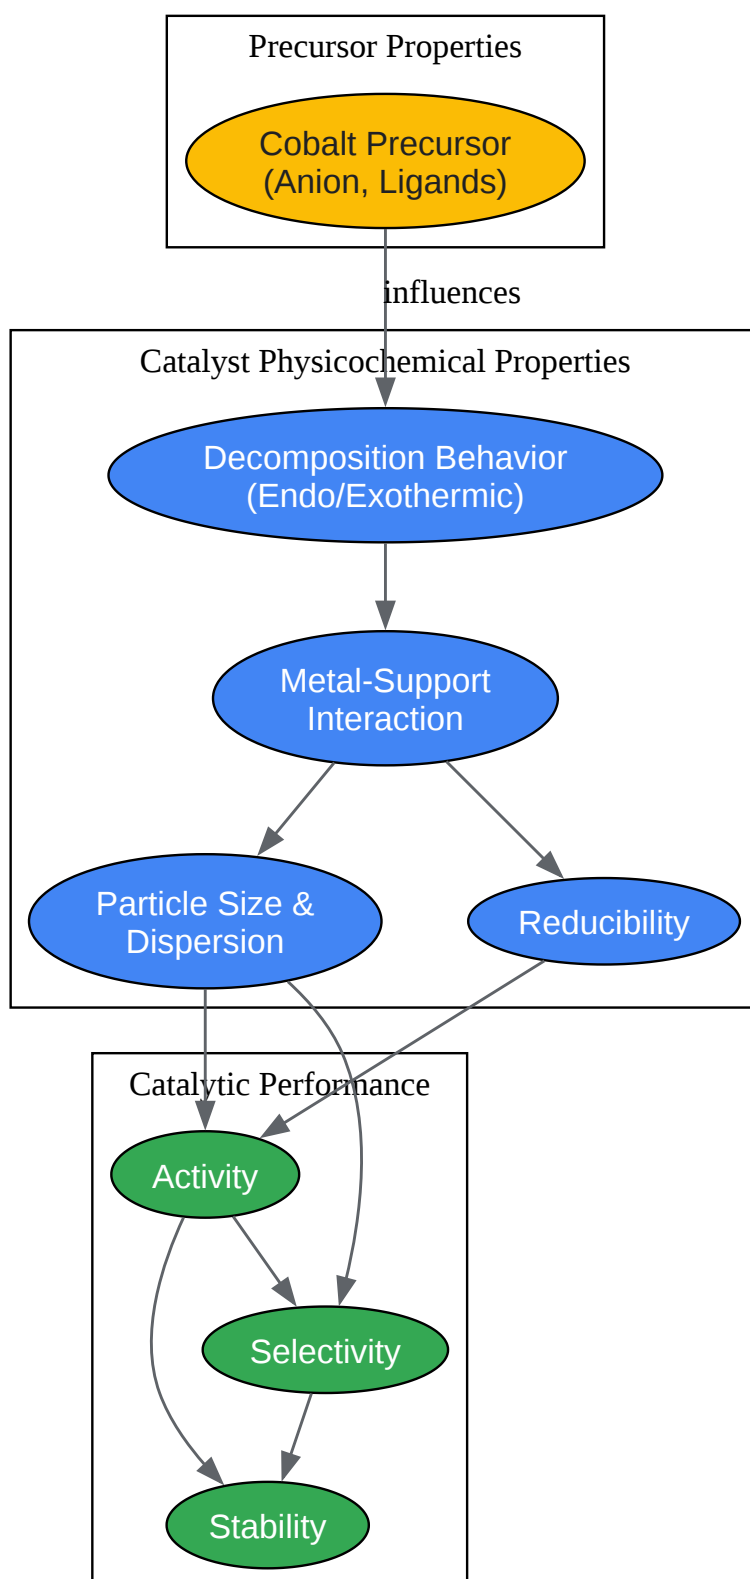 Precursor Properties
Cobalt Precursor
(Anion, Ligands)
influences
Catalyst Physicochemical Properties
Decomposition Behavior
(Endo/Exothermic)
Metal-Support
Interaction
Particle Size &
Dispersion
Reducibility
Catalytic Performance
Activity
Selectivity
Stability